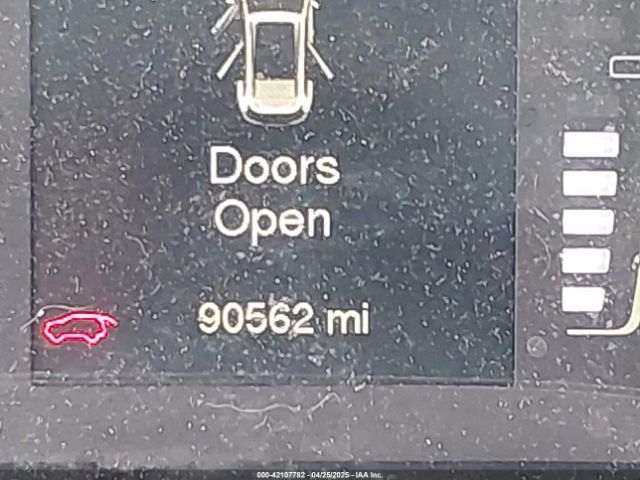 Doors
Open
90562 mi
000-42107782 - 04/25/2025 - IAA Inc.